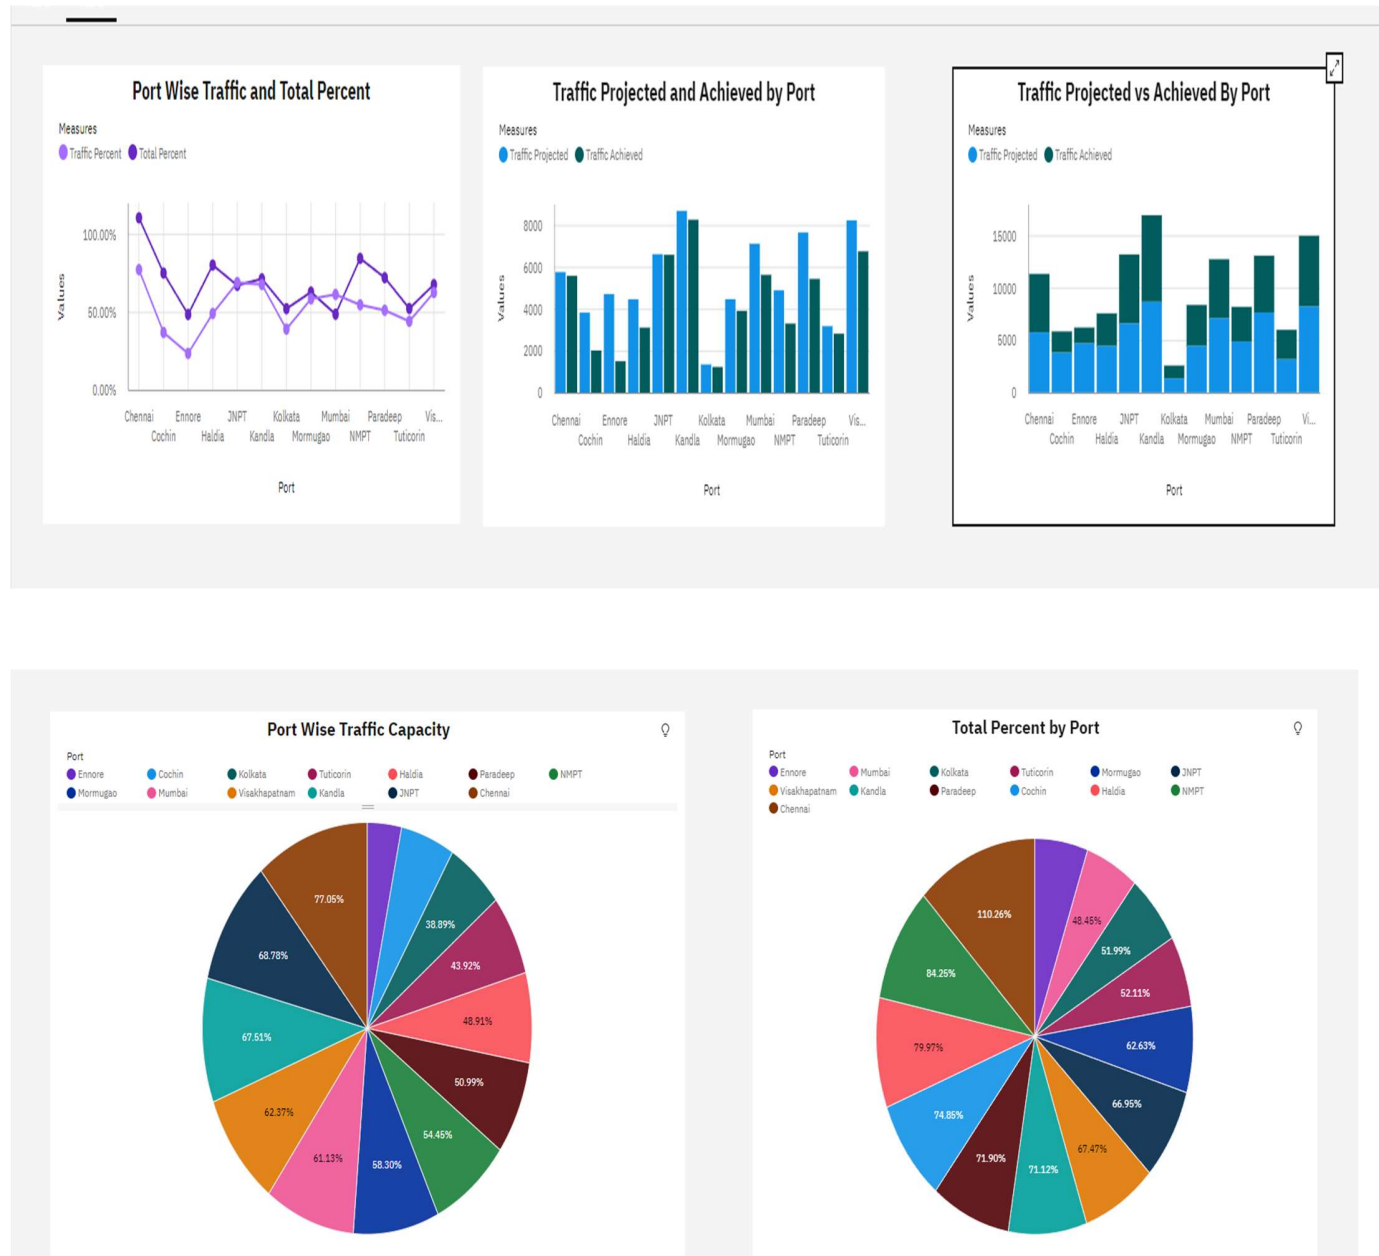 Port Wise Traffic and Total Percent
Measures
Traffic Percent Total Percent
100.00%
50.00%
0.00%
Values
Chennai Ennore JNPT Kolkata Mumbai Paradeep Vis...
Cochin Haldia Kandla Mormugao NMPT Tuticorin
Port
Traffic Projected and Achieved by Port
Measures
Traffic Projected Traffic Achieved
8000
6000
4000
2000
0
Values
Chennai Ennore JNPT Kolkata Mumbai Paradeep Vis...
Cochin Haldia Kandla Mormugao NMPT Tuticorin
Port
Traffic Projected vs Achieved By Port
Measures
Traffic Projected Traffic Achieved
15000
10000
5000
0
Values
Chennai Ennore JNPT Kolkata Mumbai Paradeep Vi...
Cochin Haldia Kandla Mormugao NMPT Tuticorin
Port
Port Wise Traffic Capacity
Port
Ennore Cochin Kolkata Tuticorin Haldia Paradeep NMPT
Mormugao Mumbai Visakhapatnam Kandla JNPT Chennai
77.05%
38.89%
68.78%
43.92%
48.91%
67.51%
50.99%
62.37%
54.45%
61.13%
58.30%
Total Percent by Port
Port
Ennore Mumbai Kolkata Tuticorin Mormugao JNPT
Visakhapatnam Kandla Paradeep Cochin Haldia NMPT
Chennai
110.26%
48.45%
51.99%
84.25%
52.11%
79.97%
62.63%
66.95%
74.85%
67.47%
71.90%
71.12%